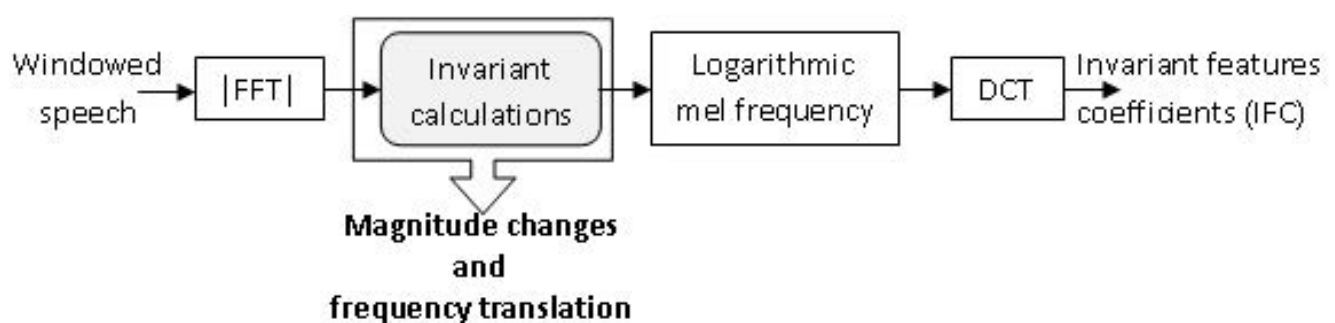 Windowed
speech
|FFT|
Invariant
calculations
Logarithmic
mel frequency
DCT
Invariant features
coefficients (IFC)
Magnitude changes
and
frequency translation